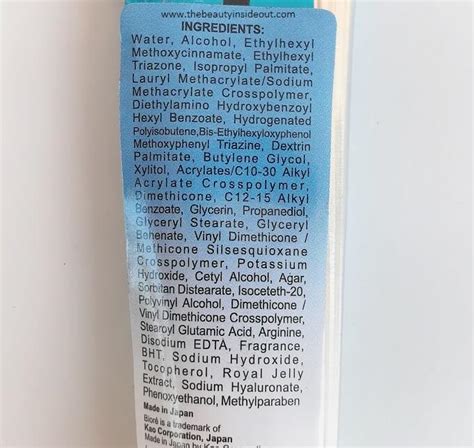 www.thebeautyinsideout.com
INGREDIENTS:
Water, Alcohol, Ethylhexyl
Methoxycinnamate, Ethylhexyl
Triazone, Isopropyl Palmitate,
Lauryl Methacrylate/Sodium
Methacrylate Crosspolymer,
Diethylamino Hydroxybenzoyl
Hexyl Benzoate, Hydrogenated
Polyisobutene,Bis-Ethylhexyloxyphenol
Methoxyphenyl Triazine, Dextrin
Palmitate, Butylene Glycol,
Xylitol, Acrylates/C10-30 Alkyl
Acrylate Crosspolymer,
Dimethicone, C12-15 Alkyl
Benzoate, Glycerin, Propanediol,
Glyceryl Stearate, Glyceryl
Behenate, Vinyl Dimethicone /
Methicone Silsesquioxane
Crosspolymer, Potassium
Hydroxide, Cetyl Alcohol, Agar,
Sorbitan Distearate, Isoceteth-20,
Polyvinyl Alcohol, Dimethicone /
Vinyl Dimethicone Crosspolymer,
Stearoyl Glutamic Acid, Arginine,
Disodium EDTA, Fragrance,
BHT, Sodium Hydroxide,
Tocopherol, Royal Jelly
Extract, Sodium Hyaluronate,
Phenoxyethanol, Methylparaben
Made in Japan
Bioré is a trademark of
Kao Corporation, Japan
Made in Japan by Kao